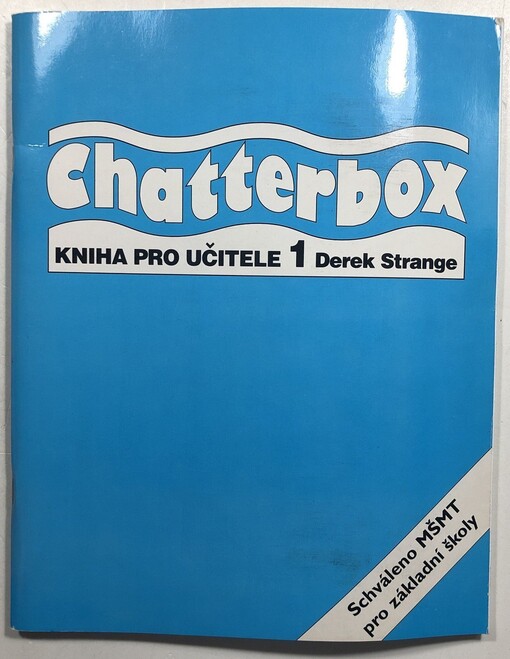 Chatterbox
KNIHA PRO UČITELE 1 Derek Strange
Schváleno MŠMT
pro základní školy